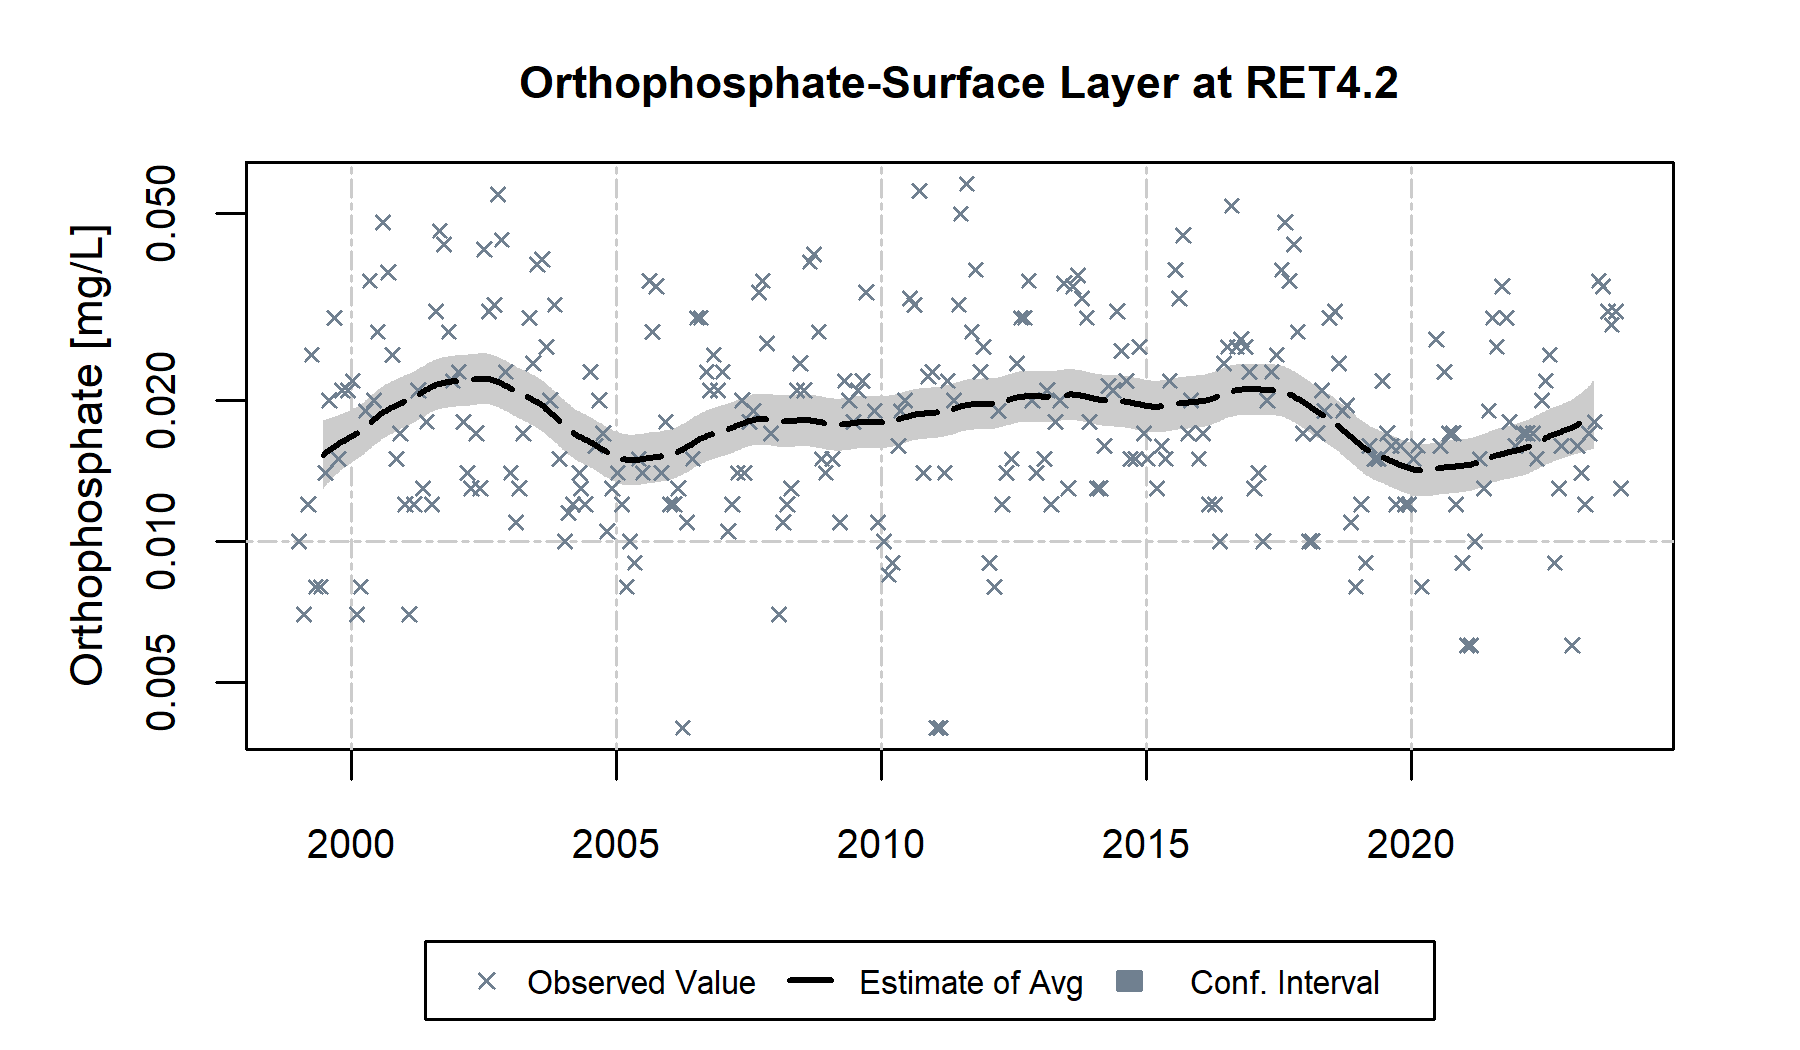 Orthophosphate-Surface Layer at RET4.2
Orthophosphate [mg/L]
0.050
0.020
0.010
0.005
2000 2005 2010 2015 2020
Observed Value Estimate of Avg Conf. Interval